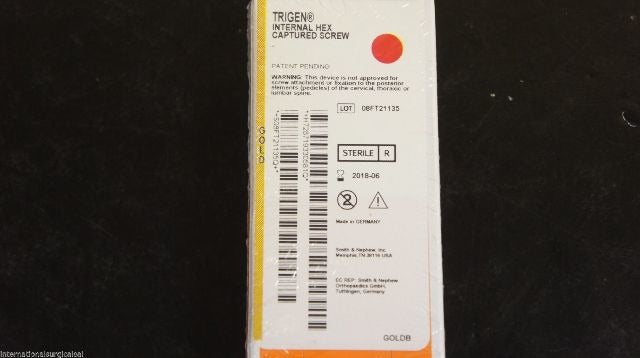 TRIGEN®
INTERNAL HEX
CAPTURED SCREW
PATENT PENDING
WARNING: This device is not approved for
screw attachment or fixation to the posterior
elements (pedicles) of the cervical, thoracic or
lumbar spine.
LOT 08FT21135
GOLD
STERILE R
2018-06
2
Made in GERMANY
Smith & Nephew, Inc.
Memphis, TN 38116 USA
EC REP: Smith & Nephew
Orthopaedics GmbH,
Tuttlingen, Germany
GOLDB